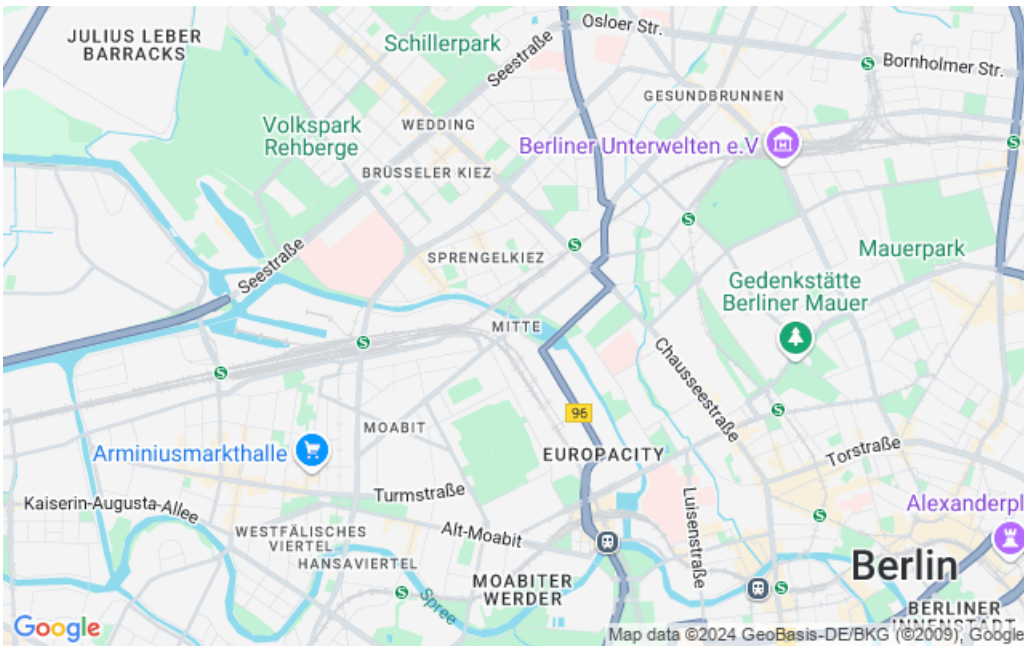 Osloer Str.
JULIUS LEBER
BARRACKS
Schillerpark
Seestraße
S
Bornholmer Str.
GESUNDBRUNNEN
Volkspark
Rehberge
WEDDING
Berliner Unterwelten e.V
S
BRÜSSELER KIEZ
S
S
SPRENGELKIEZ
Mauerpark
Seestraße
Gedenkstätte
Berliner Mauer
MITTE
S
S
Chausseestraße
S
96
MOABIT
Arminiusmarkthalle
EUROPACITY
Torstraße
Turmstraße
Kaiserin-Augusta-Allee
Luisenstraße
Alexanderpl
S
WESTFÄLISCHES
VIERTEL
Alt-Moabit
HANSAVIERTEL
Berlin
MOABITER
WERDER
S
S
Spree
BERLINER
INNENSTADT
Google
Map data ©2024 GeoBasis-DE/BKG (©2009), Google